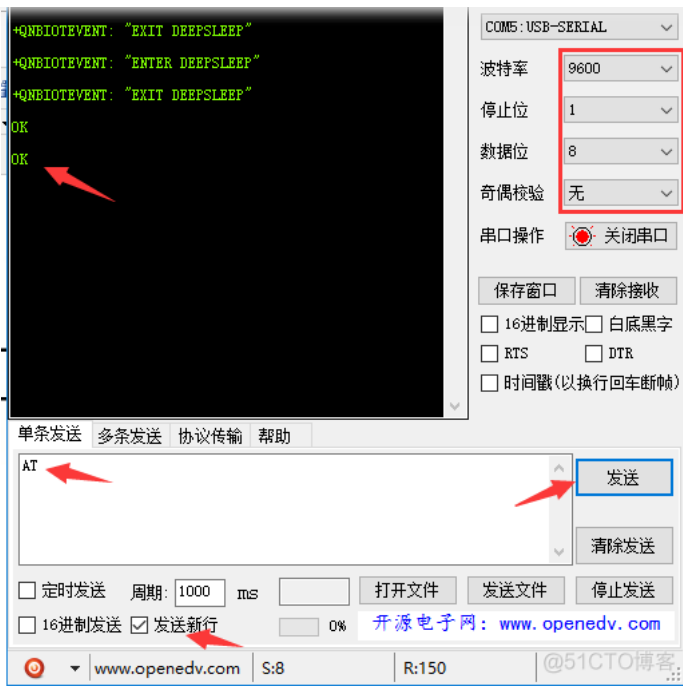 +QNBIOTEVENT: "EXIT DEEPSLEEP"
+QNBIOTEVENT: "ENTER DEEPSLEEP"
+QNBIOTEVENT: "EXIT DEEPSLEEP"
OK
OK
COM5:USB-SERIAL
波特率 9600
停止位 1
数据位 8
奇偶校验 无
串口操作 关闭串口
保存窗口 清除接收
16进制显示 白底黑字
RTS DTR
时间戳(以换行回车断帧)
单条发送 多条发送 协议传输 帮助
AT
发送
清除发送
定时发送 周期: 1000 ms 打开文件 发送文件 停止发送
16进制发送 发送新行 0% 开源电子网：www.openedv.com
www.openedv.com S:8 R:150
@51CTO博客